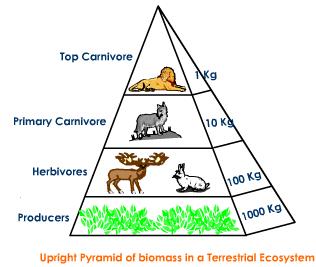 Top Carnivore
1 Kg
Primary Carnivore
10 Kg
Herbivores
100 Kg
Producers
1000 Kg
Upright Pyramid of biomass in a Terrestrial Ecosystem